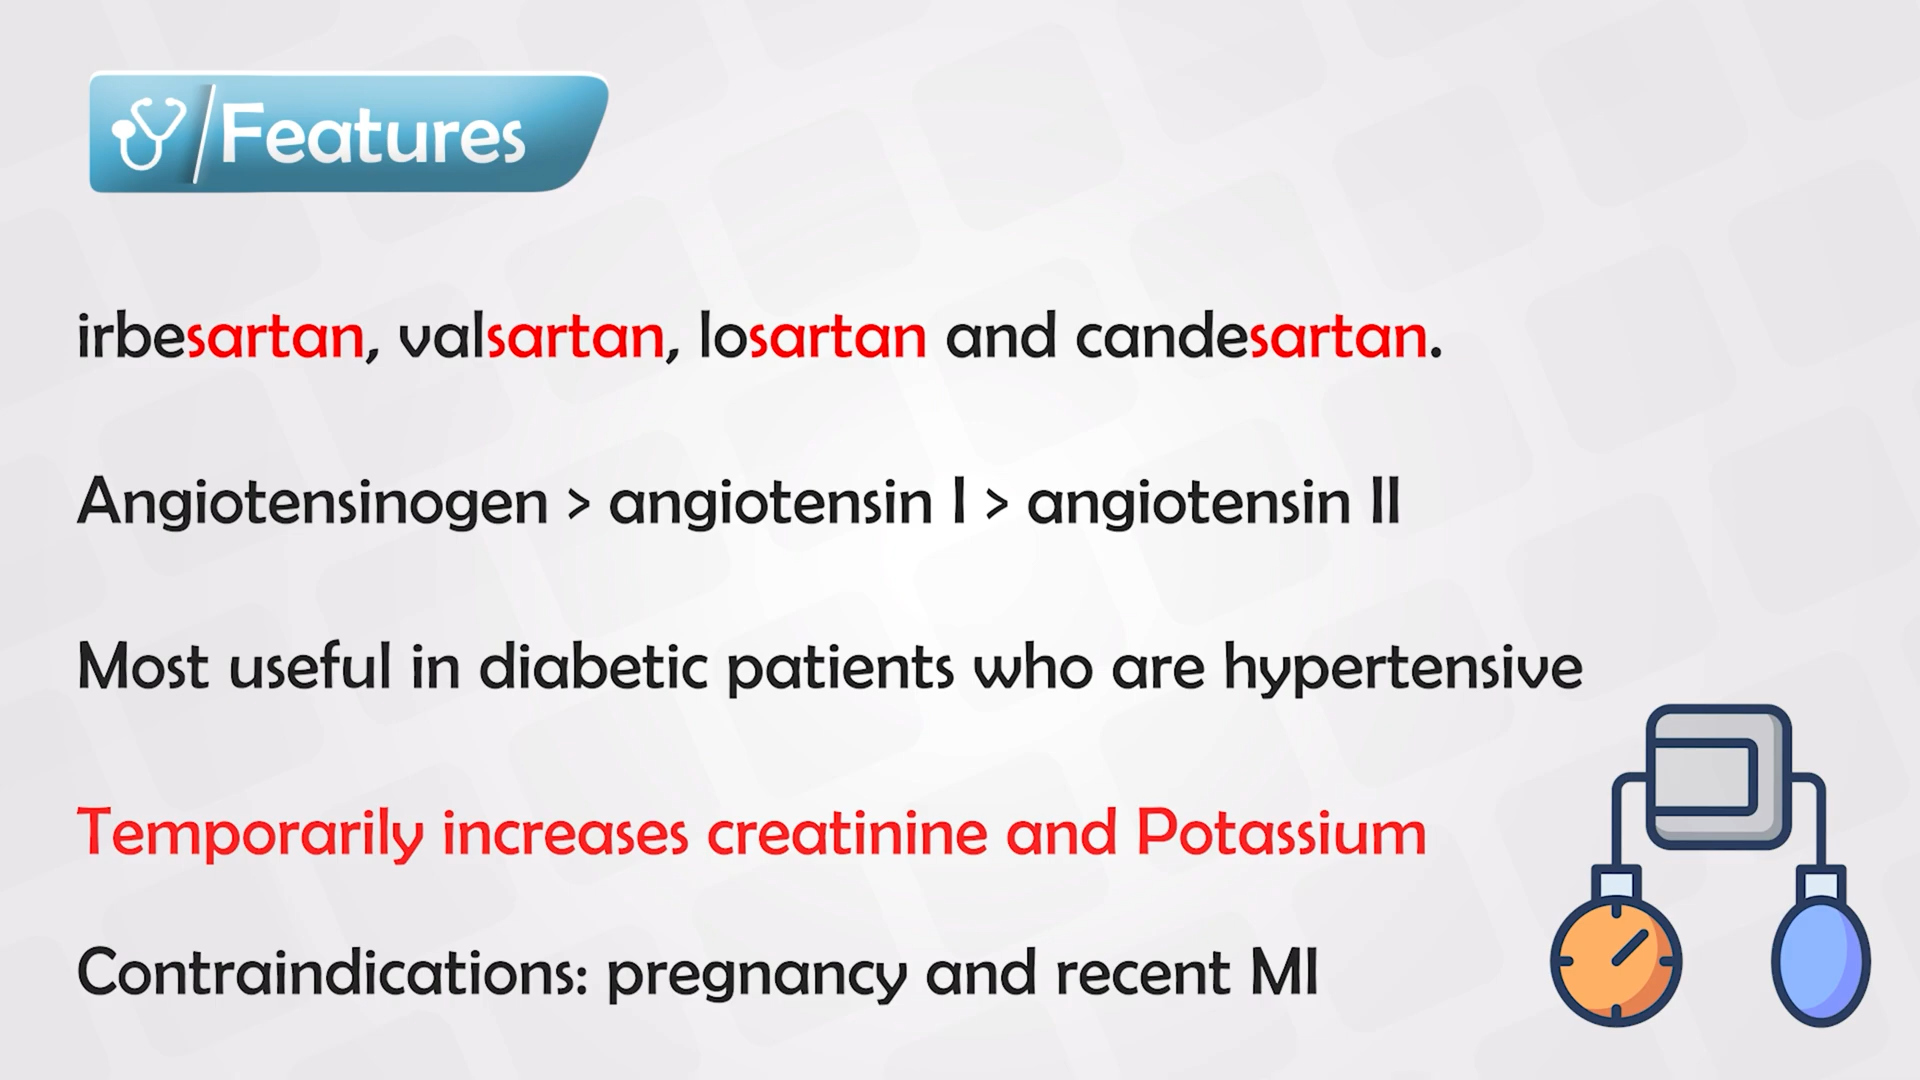 Features
irbesartan, valsartan, losartan and candesartan.
Angiotensinogen > angiotensin I > angiotensin II
Most useful in diabetic patients who are hypertensive
Temporarily increases creatinine and Potassium
Contraindications: pregnancy and recent MI